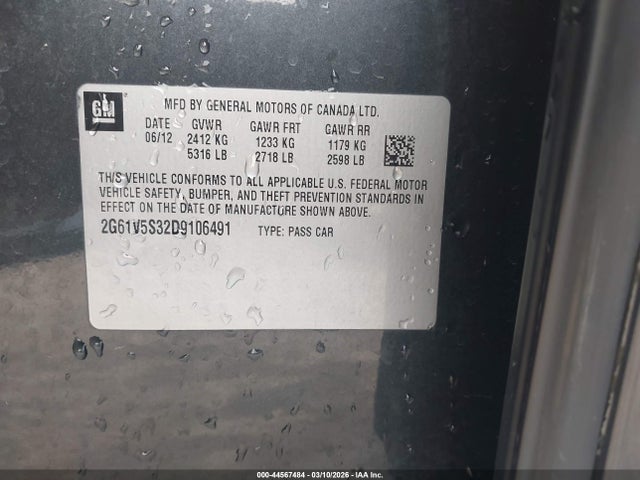 GM
MFD BY GENERAL MOTORS OF CANADA LTD.
DATE GVWR GAWR FRT GAWR RR
06/12 2412 KG 1233 KG 1179 KG
5316 LB 2718 LB 2598 LB
THIS VEHICLE CONFORMS TO ALL APPLICABLE U.S. FEDERAL MOTOR
VEHICLE SAFETY, BUMPER, AND THEFT PREVENTION STANDARDS IN
EFFECT ON THE DATE OF MANUFACTURE SHOWN ABOVE.
2G61V5S32D9106491 TYPE: PASS CAR
000-44567484 - 03/10/2026 - IAA Inc.